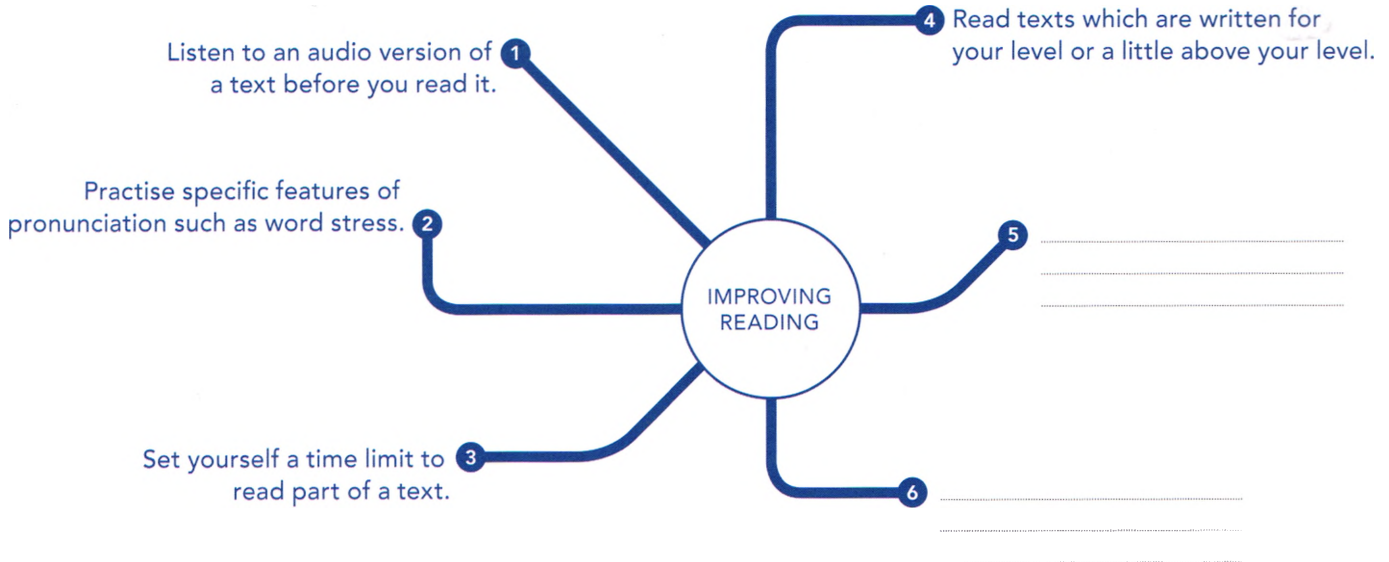 1
Listen to an audio version of
a text before you read it.
2
Practise specific features of
pronunciation such as word stress.
3
Set yourself a time limit to
read part of a text.
4
Read texts which are written for
your level or a little above your level.
5
6
IMPROVING
READING